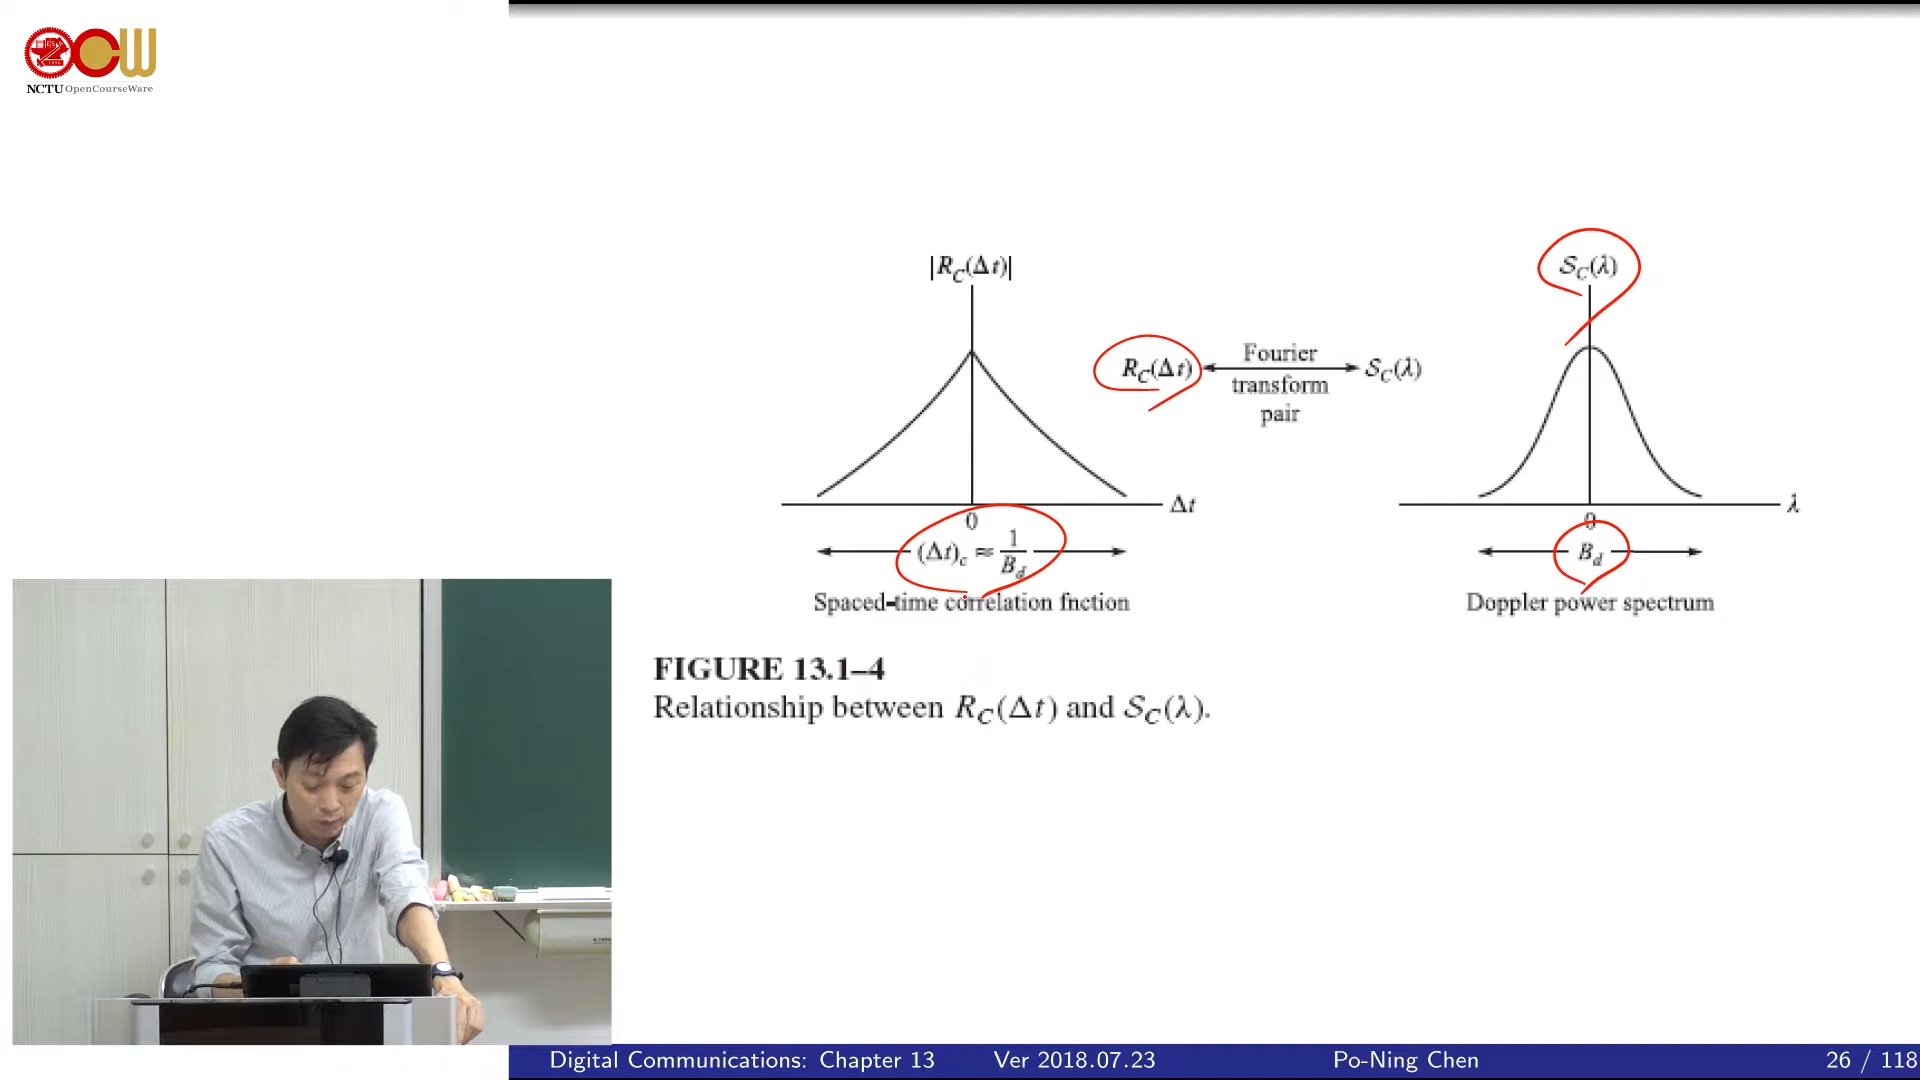 OCW
NCTU OpenCourseWare
|R_C(Δt)|
S_C(λ)
R_C(Δt)
Fourier
transform
pair
S_C(λ)
Δt
λ
0
0
(Δt)_c ≈ 1/B_d
B_d
Spaced-time correlation fnction
Doppler power spectrum
FIGURE 13.1–4
Relationship between R_C(Δt) and S_C(λ).
Digital Communications: Chapter 13 Ver 2018.07.23 Po-Ning Chen 26 / 118